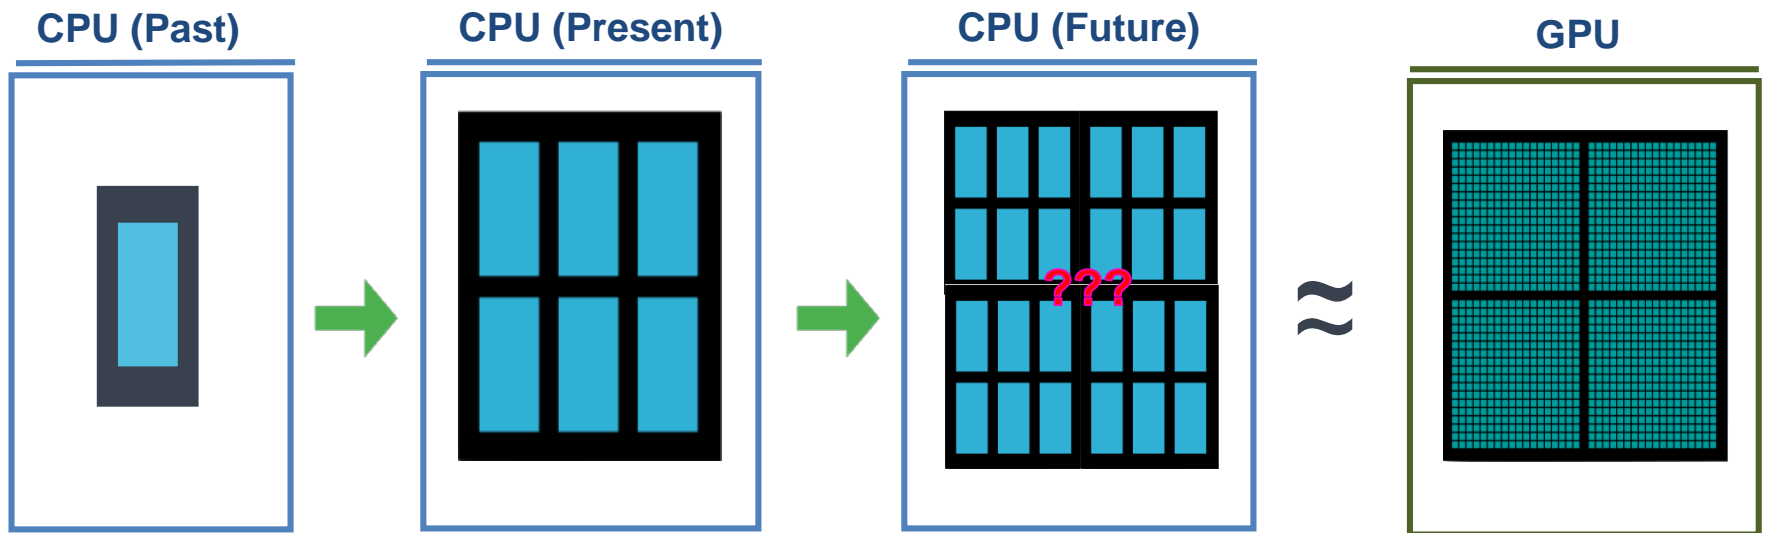 CPU (Past)
CPU (Present)
CPU (Future)
GPU
???
≈